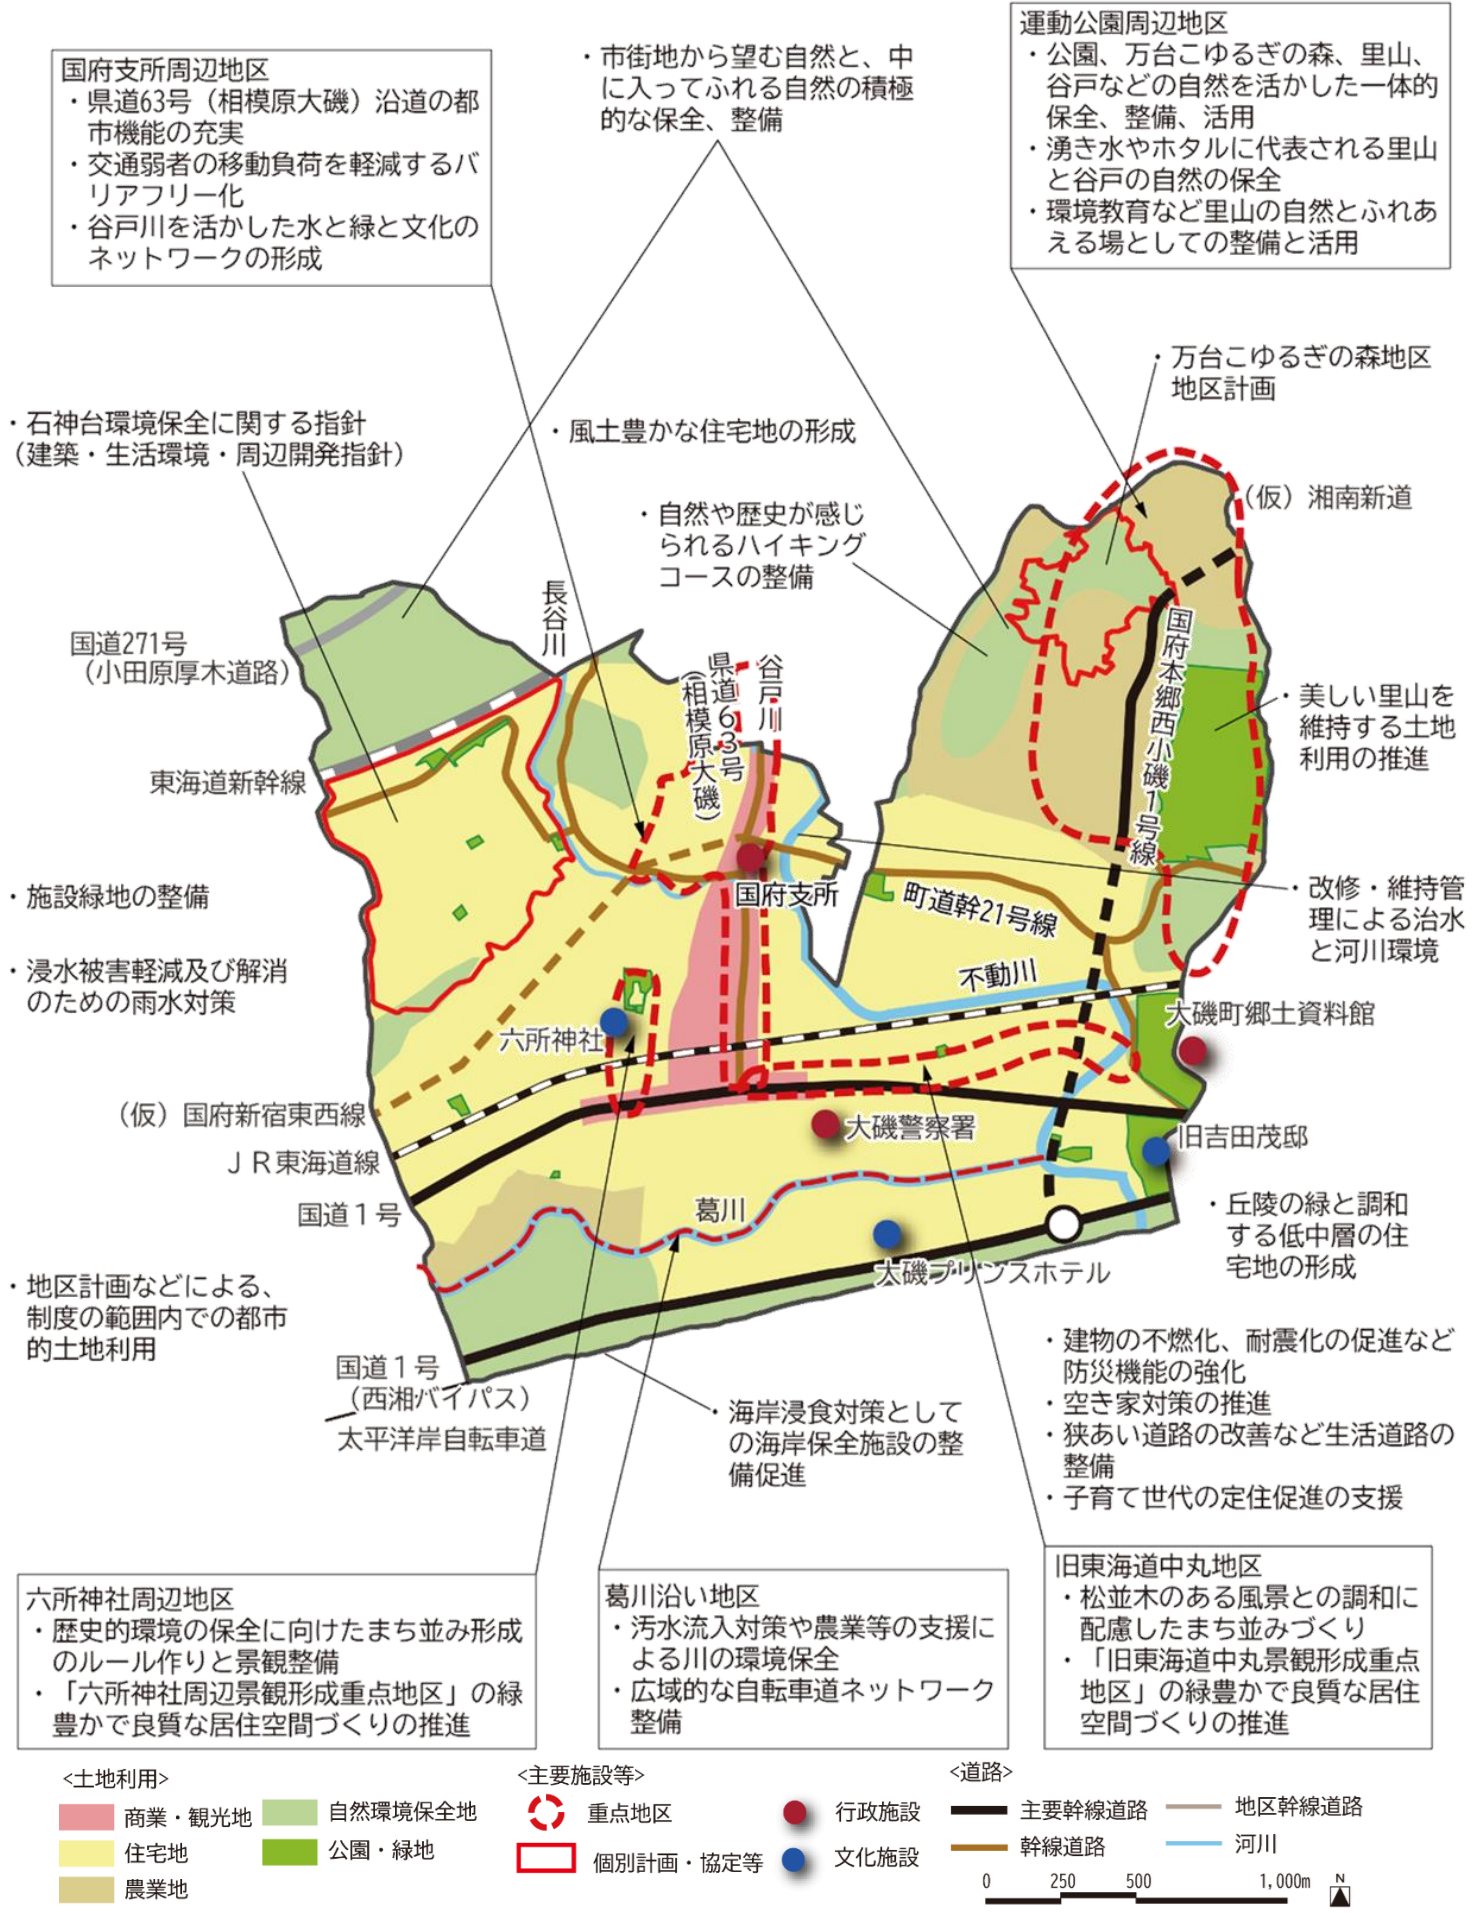 国府支所周辺地区
・県道63号（相模原大磯）沿道の都
市機能の充実
・交通弱者の移動負荷を軽減するバ
リアフリー化
・谷戸川を活かした水と緑と文化の
ネットワークの形成
・市街地から望む自然と、中
に入ってふれる自然の積極
的な保全、整備
運動公園周辺地区
・公園、万台こゆるぎの森、里山、
谷戸などの自然を活かした一体的
保全、整備、活用
・湧き水やホタルに代表される里山
と谷戸の自然の保全
・環境教育など里山の自然とふれあ
える場としての整備と活用
・万台こゆるぎの森地区
地区計画
・石神台環境保全に関する指針
（建築・生活環境・周辺開発指針）
・風土豊かな住宅地の形成
・自然や歴史が感じ
られるハイキング
コースの整備
（仮）湘南新道
長谷川
国道271号
（小田原厚木道路）
県道63号
（相模原大磯）
谷戸川
国府本郷西小磯1号線
・美しい里山を
維持する土地
利用の推進
東海道新幹線
国府支所
町道幹21号線
・施設緑地の整備
・改修・維持管
理による治水
と河川環境
・浸水被害軽減及び解消
のための雨水対策
不動川
大磯町郷土資料館
六所神社
（仮）国府新宿東西線
ＪＲ東海道線
大磯警察署
旧吉田茂邸
国道１号
葛川
・丘陵の緑と調和
する低中層の住
宅地の形成
大磯プリンスホテル
・地区計画などによる、
制度の範囲内での都市
的土地利用
国道１号
（西湘バイパス）
太平洋岸自転車道
・海岸浸食対策として
の海岸保全施設の整
備促進
・建物の不燃化、耐震化の促進など
防災機能の強化
・空き家対策の推進
・狭あい道路の改善など生活道路の
整備
・子育て世代の定住促進の支援
六所神社周辺地区
・歴史的環境の保全に向けたまち並み形成
のルール作りと景観整備
・「六所神社周辺景観形成重点地区」の緑
豊かで良質な居住空間づくりの推進
葛川沿い地区
・汚水流入対策や農業等の支援に
よる川の環境保全
・広域的な自転車道ネットワーク
整備
旧東海道中丸地区
・松並木のある風景との調和に
配慮したまち並みづくり
・「旧東海道中丸景観形成重点
地区」の緑豊かで良質な居住
空間づくりの推進
<土地利用>
商業・観光地
住宅地
農業地
自然環境保全地
公園・緑地
<主要施設等>
重点地区
個別計画・協定等
行政施設
文化施設
<道路>
主要幹線道路
幹線道路
地区幹線道路
河川
0 250 500 1,000m
N